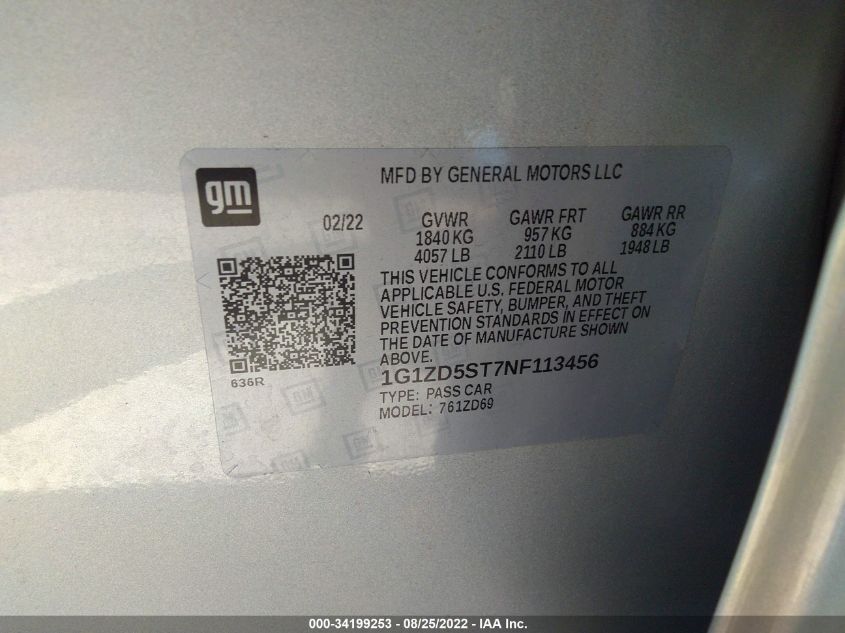 gm
MFD BY GENERAL MOTORS LLC
02/22
GVWR GAWR FRT GAWR RR
1840 KG 957 KG 884 KG
4057 LB 2110 LB 1948 LB
THIS VEHICLE CONFORMS TO ALL
APPLICABLE U.S. FEDERAL MOTOR
VEHICLE SAFETY, BUMPER, AND THEFT
PREVENTION STANDARDS IN EFFECT ON
THE DATE OF MANUFACTURE SHOWN
ABOVE.
636R
1G1ZD5ST7NF113456
TYPE: PASS CAR
MODEL: 761ZD69
000-34199253 - 08/25/2022 - IAA Inc.